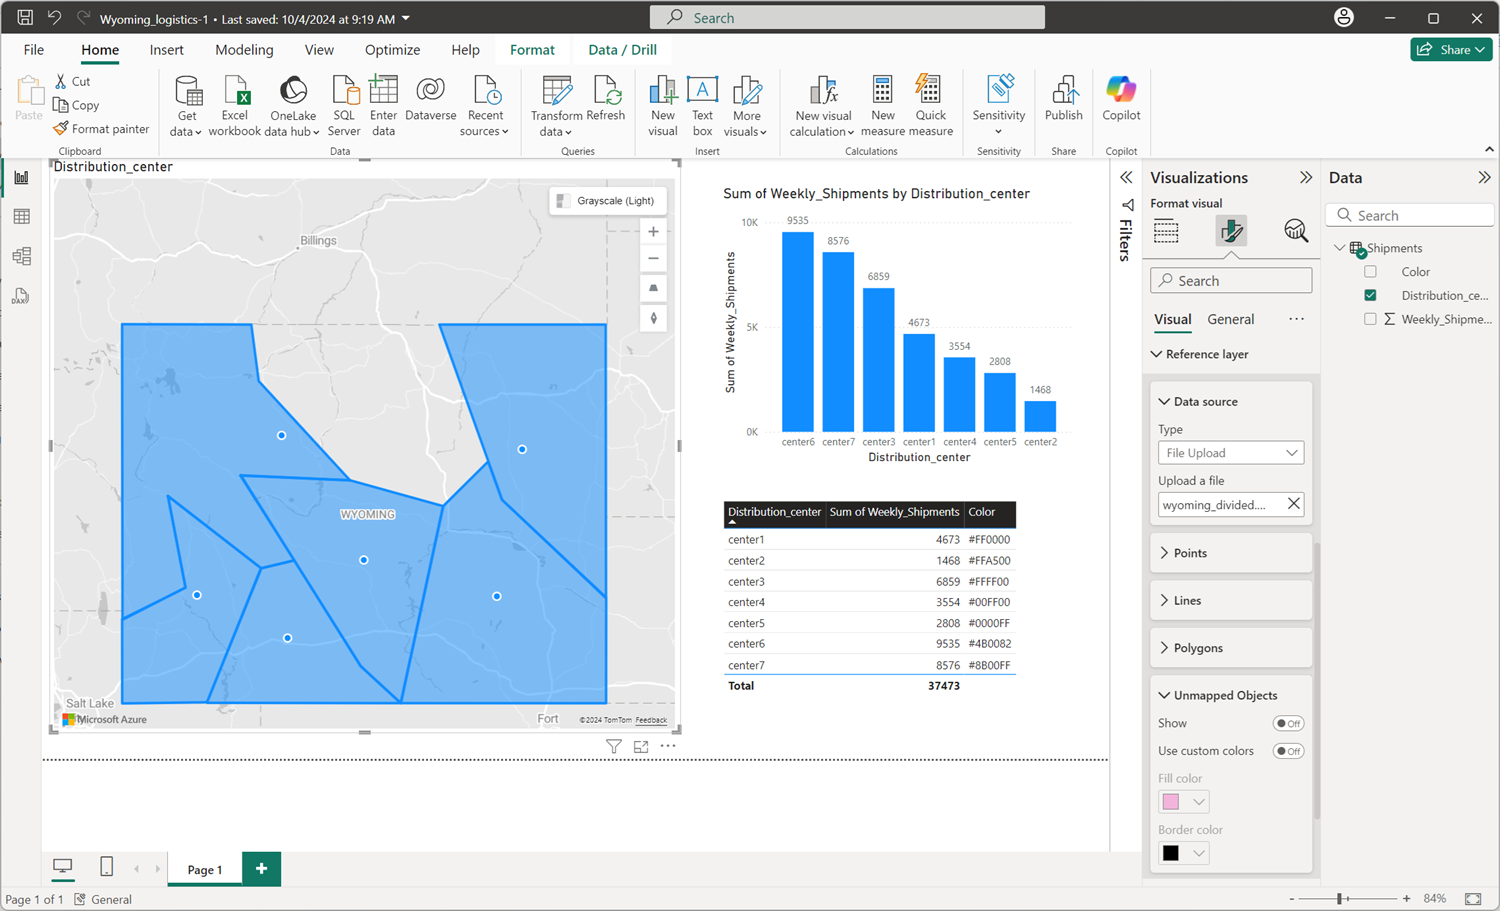 Wyoming_logistics-1 • Last saved: 10/4/2024 at 9:19 AM
Search
File Home Insert Modeling View Optimize Help Format Data / Drill
Share
Paste
Cut
Copy
Format painter
Clipboard
Get data
Excel workbook
OneLake data hub
SQL Server
Enter data
Dataverse
Recent sources
Data
Transform data
Refresh
Queries
New visual
Text box
More visuals
Insert
New visual calculation
New measure
Quick measure
Calculations
Sensitivity
Sensitivity
Publish
Share
Copilot
Copilot
Distribution_center
Grayscale (Light)
Billings
WYOMING
Salt Lake
Fort
Microsoft Azure
©2024 TomTom Feedback
Sum of Weekly_Shipments by Distribution_center
Sum of Weekly_Shipments
10K
5K
0K
9535
8576
6859
4673
3554
2808
1468
center6 center7 center3 center1 center4 center5 center2
Distribution_center
Distribution_center Sum of Weekly_Shipments Color
center1 4673 #FF0000
center2 1468 #FFA500
center3 6859 #FFFF00
center4 3554 #00FF00
center5 2808 #0000FF
center6 9535 #4B0082
center7 8576 #8B00FF
Total 37473
Filters
Visualizations
Format visual
Search
Visual General
Reference layer
Data source
Type
File Upload
Upload a file
wyoming_divided....
Points
Lines
Polygons
Unmapped Objects
Show Off
Use custom colors Off
Fill color
Border color
Data
Search
Shipments
Color
Distribution_ce...
Weekly_Shipme...
Page 1
Page 1 of 1 General
84%